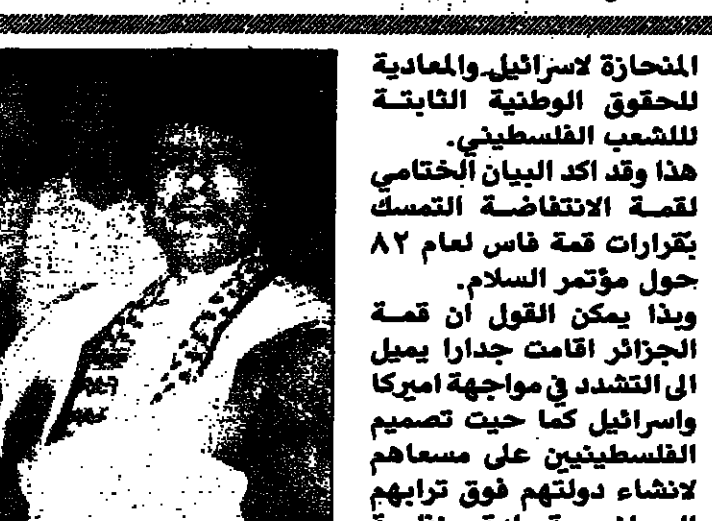 المنحازة لاسرائيل والمعادية
للحقوق الوطنية الثابتة
لللشعب الفلسطيني.
هذا وقد اكد البيان الختامي
لقمة الانتفاضة التمسك
بقرارات قمة فاس لعام ٨٢
حول مؤتمر السلام.
وبذا يمكن القول ان قمة
الجزائر اقامت جدارا يميل
الى التشدد في مواجهة اميركا
واسرائيل كما حيت تصميم
الفلسطينيين على مسعاهم
لانشاء دولتهم فوق ترابهم